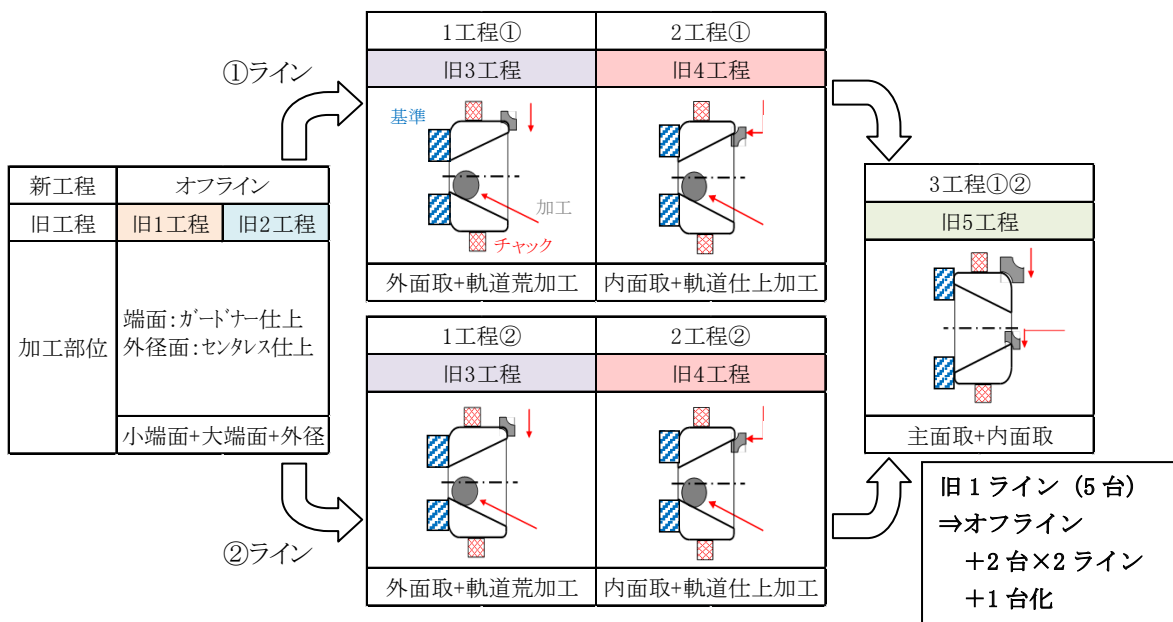 ①ライン
新工程
オフライン
旧工程
旧1工程
旧2工程
加工部位
端面:ガードナー仕上
外径面:センタレス仕上
小端面+大端面+外径
②ライン
1工程①
2工程①
旧3工程
旧4工程
基準
加工
チャック
外面取+軌道荒加工
内面取+軌道仕上加工
1工程②
2工程②
旧3工程
旧4工程
外面取+軌道荒加工
内面取+軌道仕上加工
3工程①②
旧5工程
主面取+内面取
旧1ライン(5台)
⇒オフライン
+2台×2ライン
+1台化